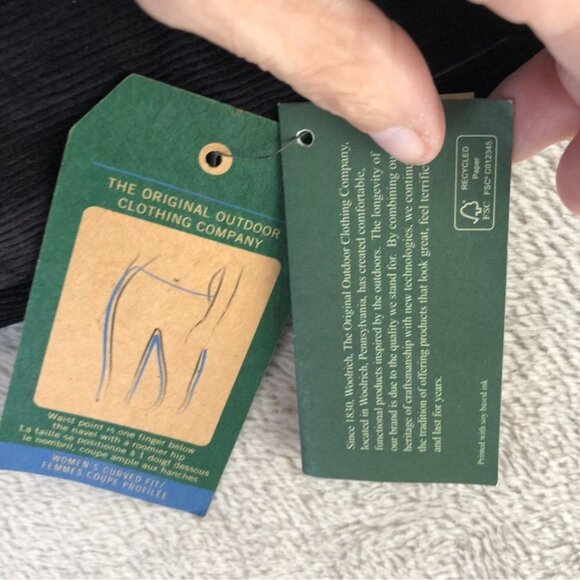 THE ORIGINAL OUTDOOR
CLOTHING COMPANY
Waist point is one finger below
the navel with a roomier hip
La taille se positionne à 1 doigt dessous
le nombril, coupe ample aux hanches
WOMEN'S CURVED FIT/
FEMMES-COUPE PROFILÉE
Since 1830, Woolrich, The Original Outdoor Clothing Company,
located in Woolrich, Pennsylvania, has created comfortable,
functional products inspired by the outdoors. The longevity of
our brand is due to the quality we stand for. By combining
heritage of craftsmanship with new technologies, we
the tradition of offering products that look great, feel
and last for years.
Printed with soy based ink
RECYCLED
Paper
FSC
FSC® C012345